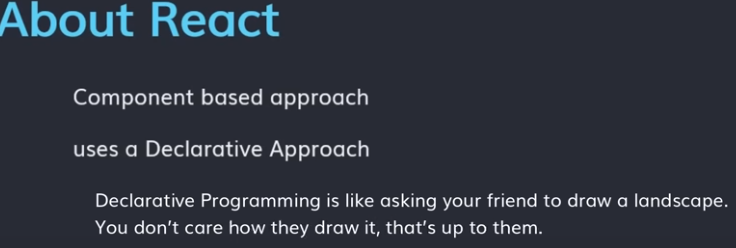 About React
Component based approach
uses a Declarative Approach
Declarative Programming is like asking your friend to draw a landscape.
You don’t care how they draw it, that’s up to them.